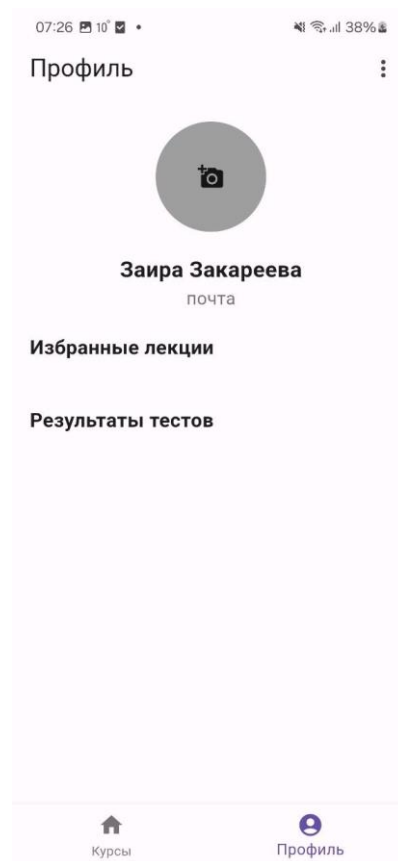 07:26 10° 38%
Профиль
Заира Закареева
почта
Избранные лекции
Результаты тестов
Курсы
Профиль